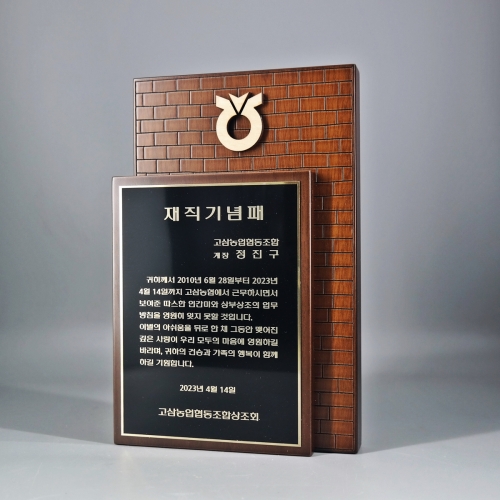 재직기념패
고삼농업협동조합
계장 정진구
귀하께서 2010년 6월 28일부터 2023년
4월 14일까지 고삼농협에서 근무하시면서
보여준 따스한 인간미와 상부상조의 업무
방침을 영원히 잊지 못할 것입니다.
이별의 아쉬움을 뒤로 한 채 그동안 맺어진
깊은 사랑이 우리 모두의 마음에 영원하길
바라며, 귀하의 건승과 가족의 행복이 함께
하길 기원합니다.
2023년 4월 14일
고삼농업협동조합상조회